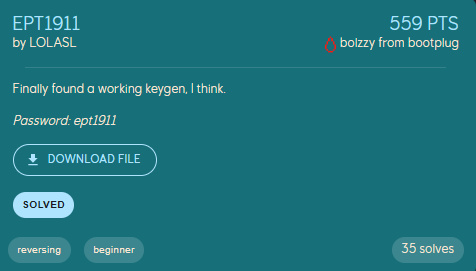 EPT1911
559 PTS
by LOLASL
bolzzy from bootplug
Finally found a working keygen, I think.
Password: ept1911
DOWNLOAD FILE
SOLVED
reversing
beginner
35 solves